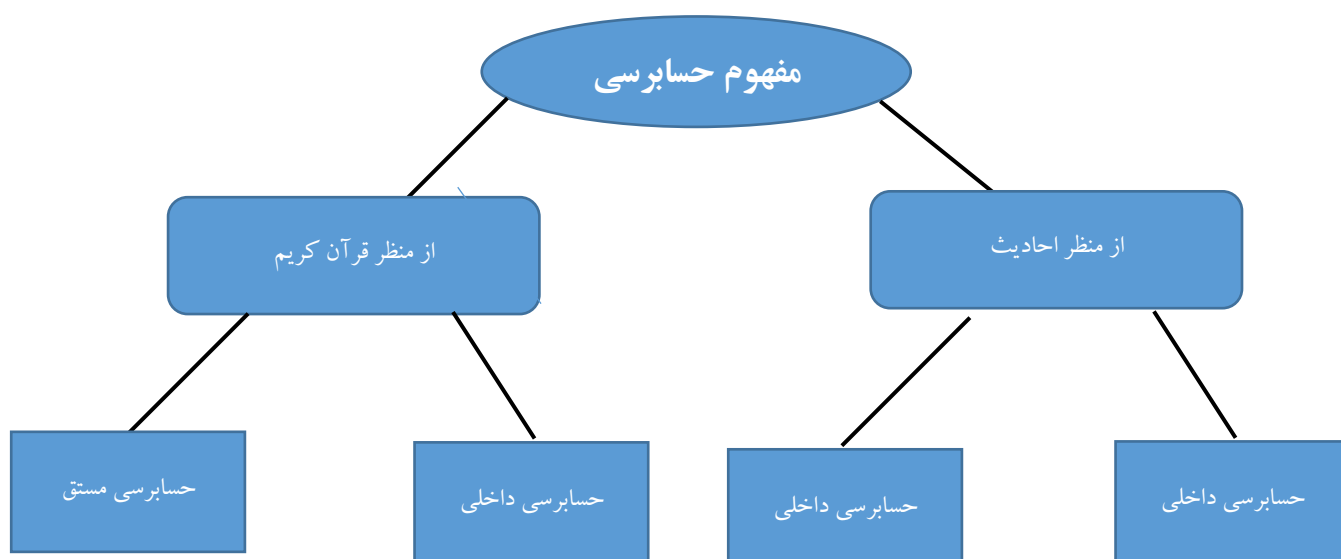 مفهوم حسابرسی
از منظر احادیث
از منظر قرآن کریم
حسابرسی داخلی
حسابرسی داخلی
حسابرسی داخلی
حسابرسی مستق